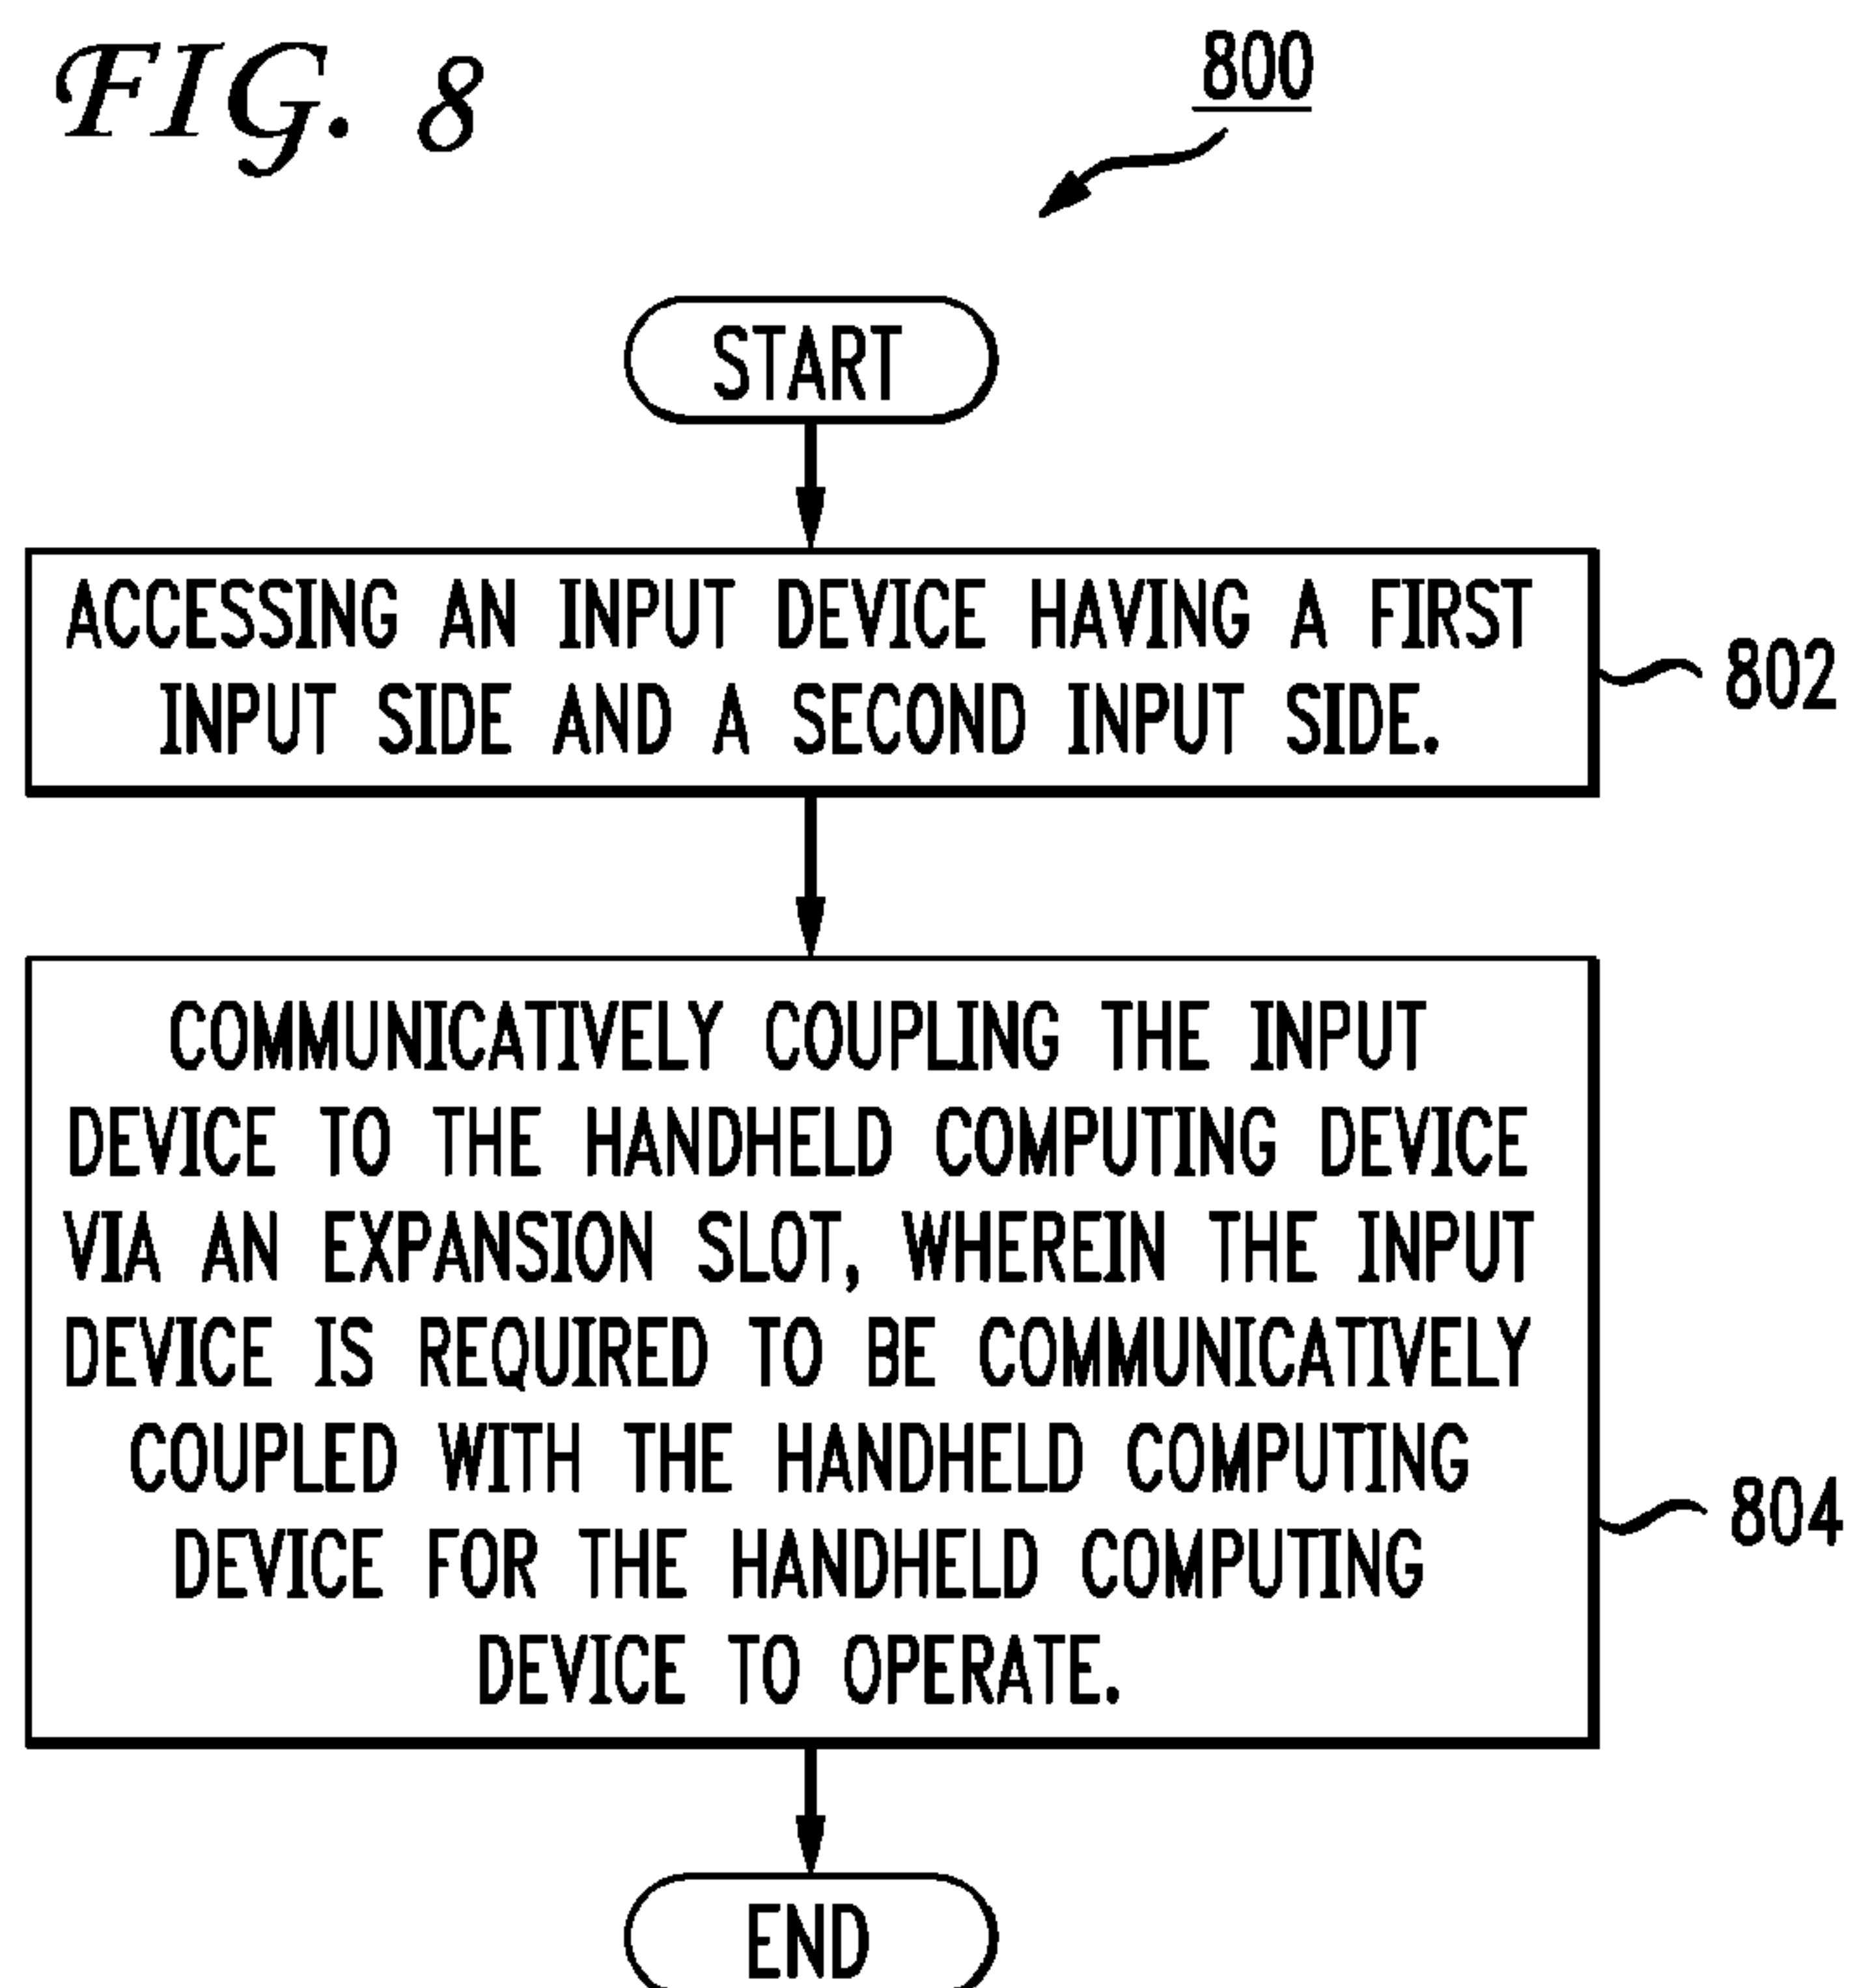 FIG. 8
800
START
ACCESSING AN INPUT DEVICE HAVING A FIRST
INPUT SIDE AND A SECOND INPUT SIDE.
802
COMMUNICATIVELY COUPLING THE INPUT
DEVICE TO THE HANDHELD COMPUTING DEVICE
VIA AN EXPANSION SLOT, WHEREIN THE INPUT
DEVICE IS REQUIRED TO BE COMMUNICATIVELY
COUPLED WITH THE HANDHELD COMPUTING
DEVICE FOR THE HANDHELD COMPUTING
DEVICE TO OPERATE.
804
END